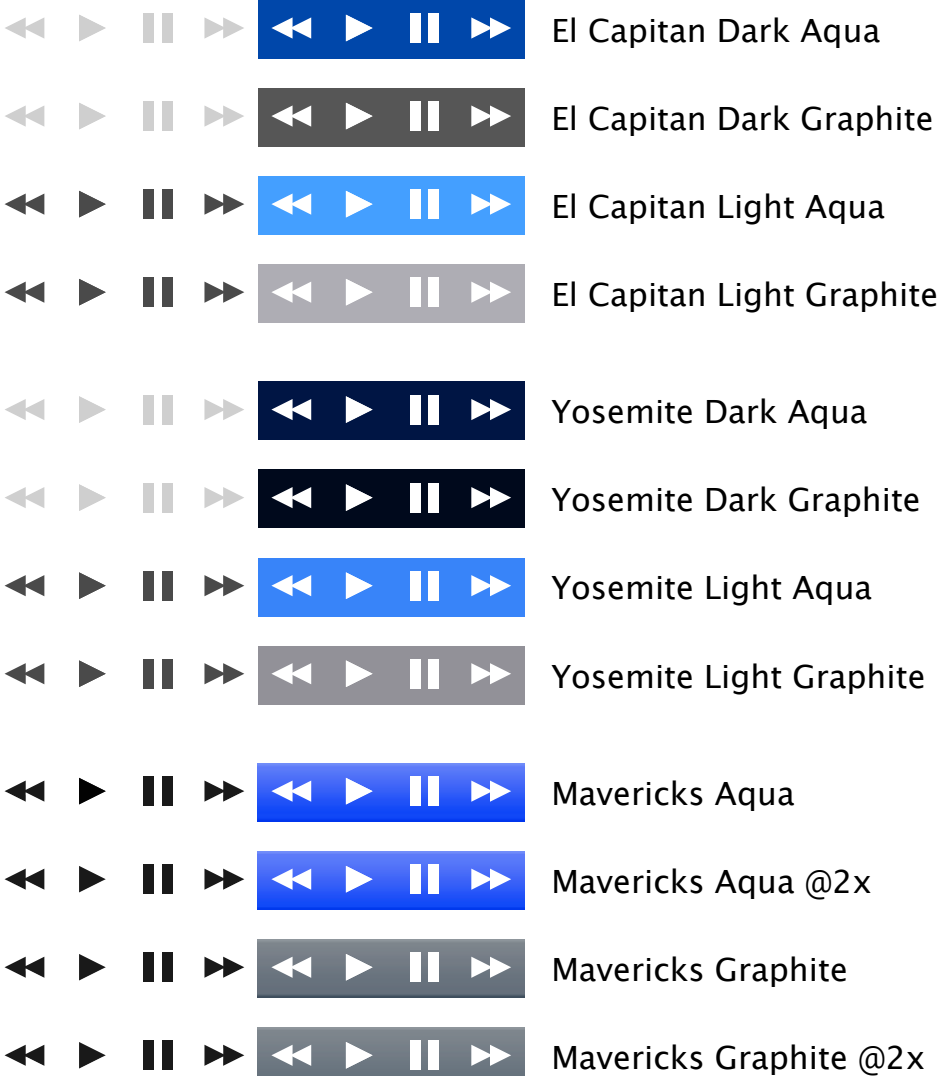 El Capitan Dark Aqua
El Capitan Dark Graphite
El Capitan Light Aqua
El Capitan Light Graphite
Yosemite Dark Aqua
Yosemite Dark Graphite
Yosemite Light Aqua
Yosemite Light Graphite
Mavericks Aqua
Mavericks Aqua @2x
Mavericks Graphite
Mavericks Graphite @2x